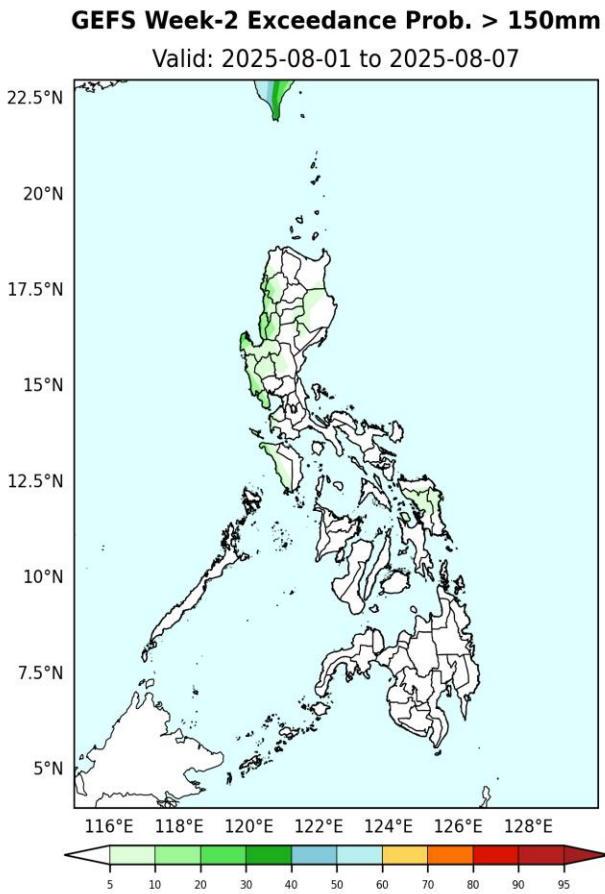 GEFS Week-2 Exceedance Prob. > 150mm
Valid: 2025-08-01 to 2025-08-07
22.5°N
20°N
17.5°N
15°N
12.5°N
10°N
7.5°N
5°N
116°E 118°E 120°E 122°E 124°E 126°E 128°E
5 10 20 30 40 50 60 70 80 90 95